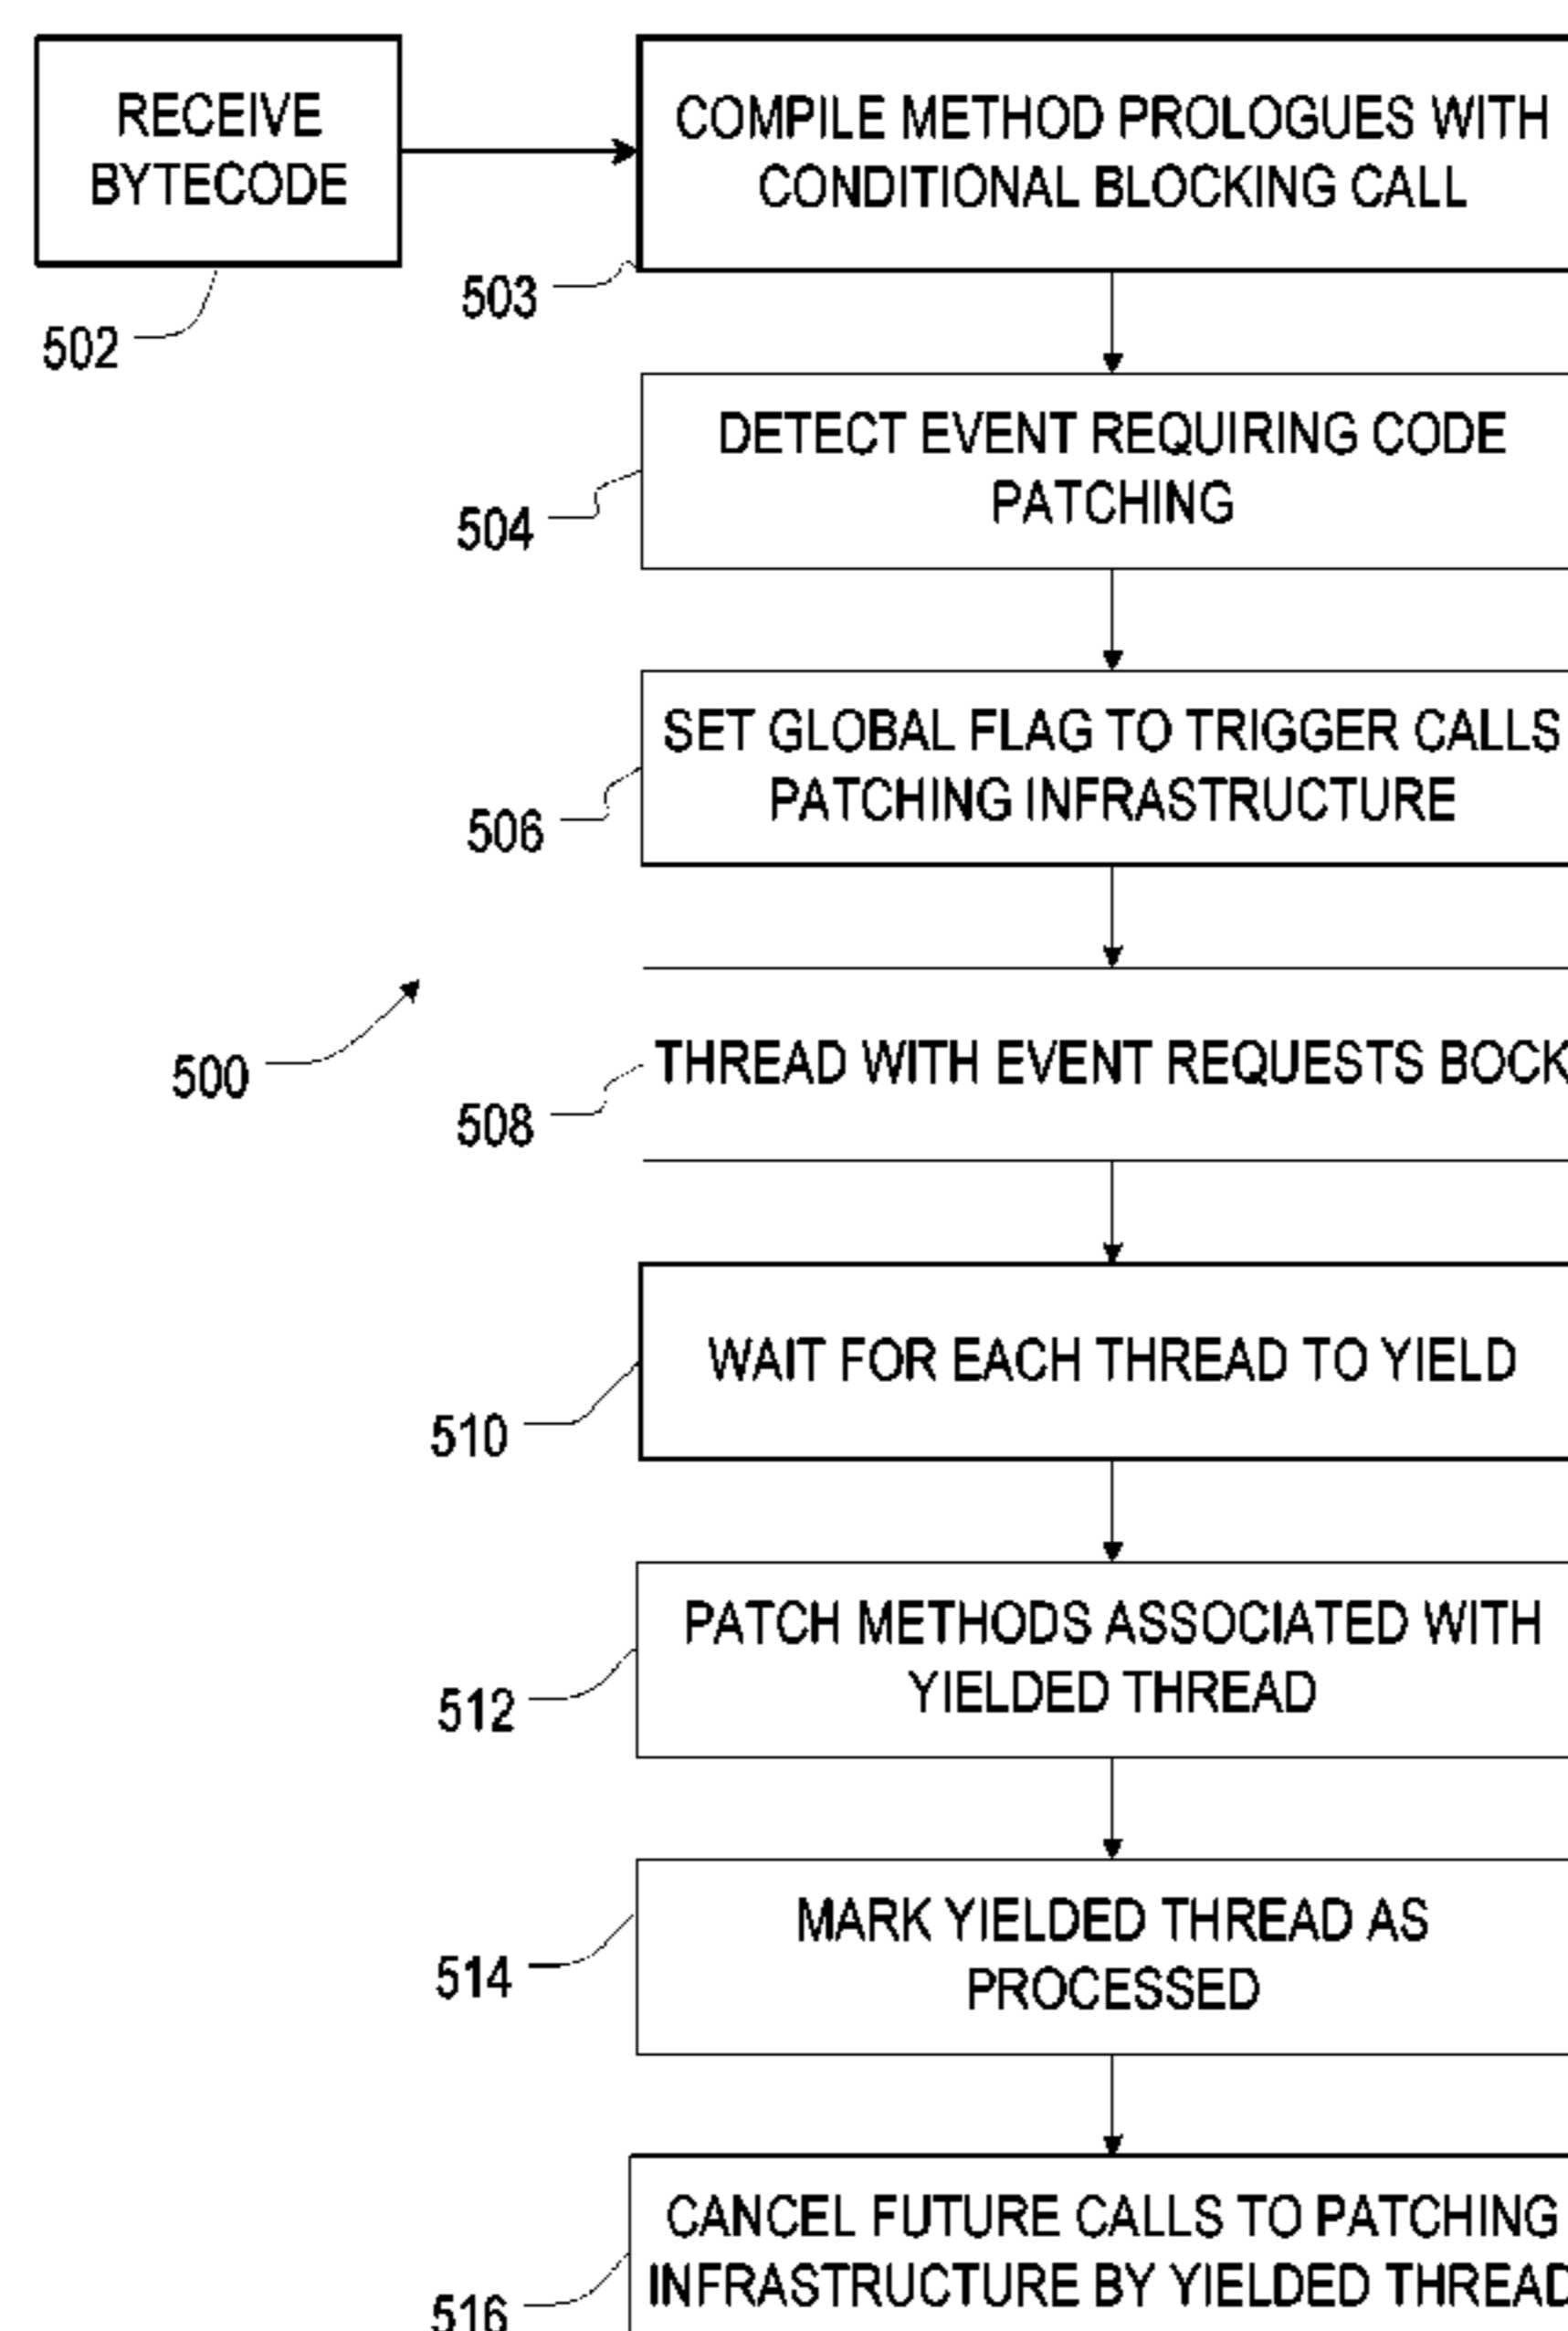 RECEIVE
BYTECODE
502
COMPILE METHOD PROLOGUES WITH
CONDITIONAL BLOCKING CALL
503
DETECT EVENT REQUIRING CODE
PATCHING
504
SET GLOBAL FLAG TO TRIGGER CALLS
PATCHING INFRASTRUCTURE
506
500
THREAD WITH EVENT REQUESTS BOCK
508
WAIT FOR EACH THREAD TO YIELD
510
PATCH METHODS ASSOCIATED WITH
YIELDED THREAD
512
MARK YIELDED THREAD AS
PROCESSED
514
CANCEL FUTURE CALLS TO PATCHING
INFRASTRUCTURE BY YIELDED THREAD
516